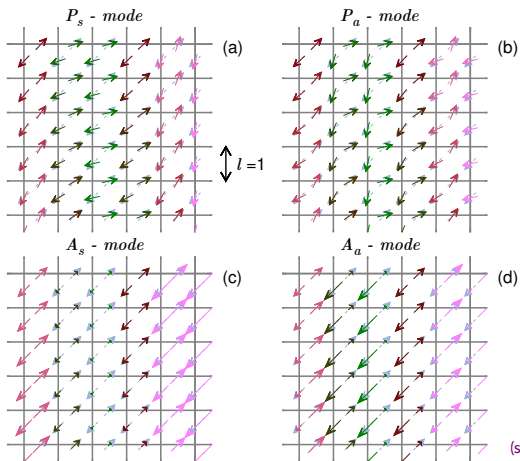 P_s - mode
P_a - mode
(a)
(b)
l =1
A_s - mode
A_a - mode
(c)
(d)
(s